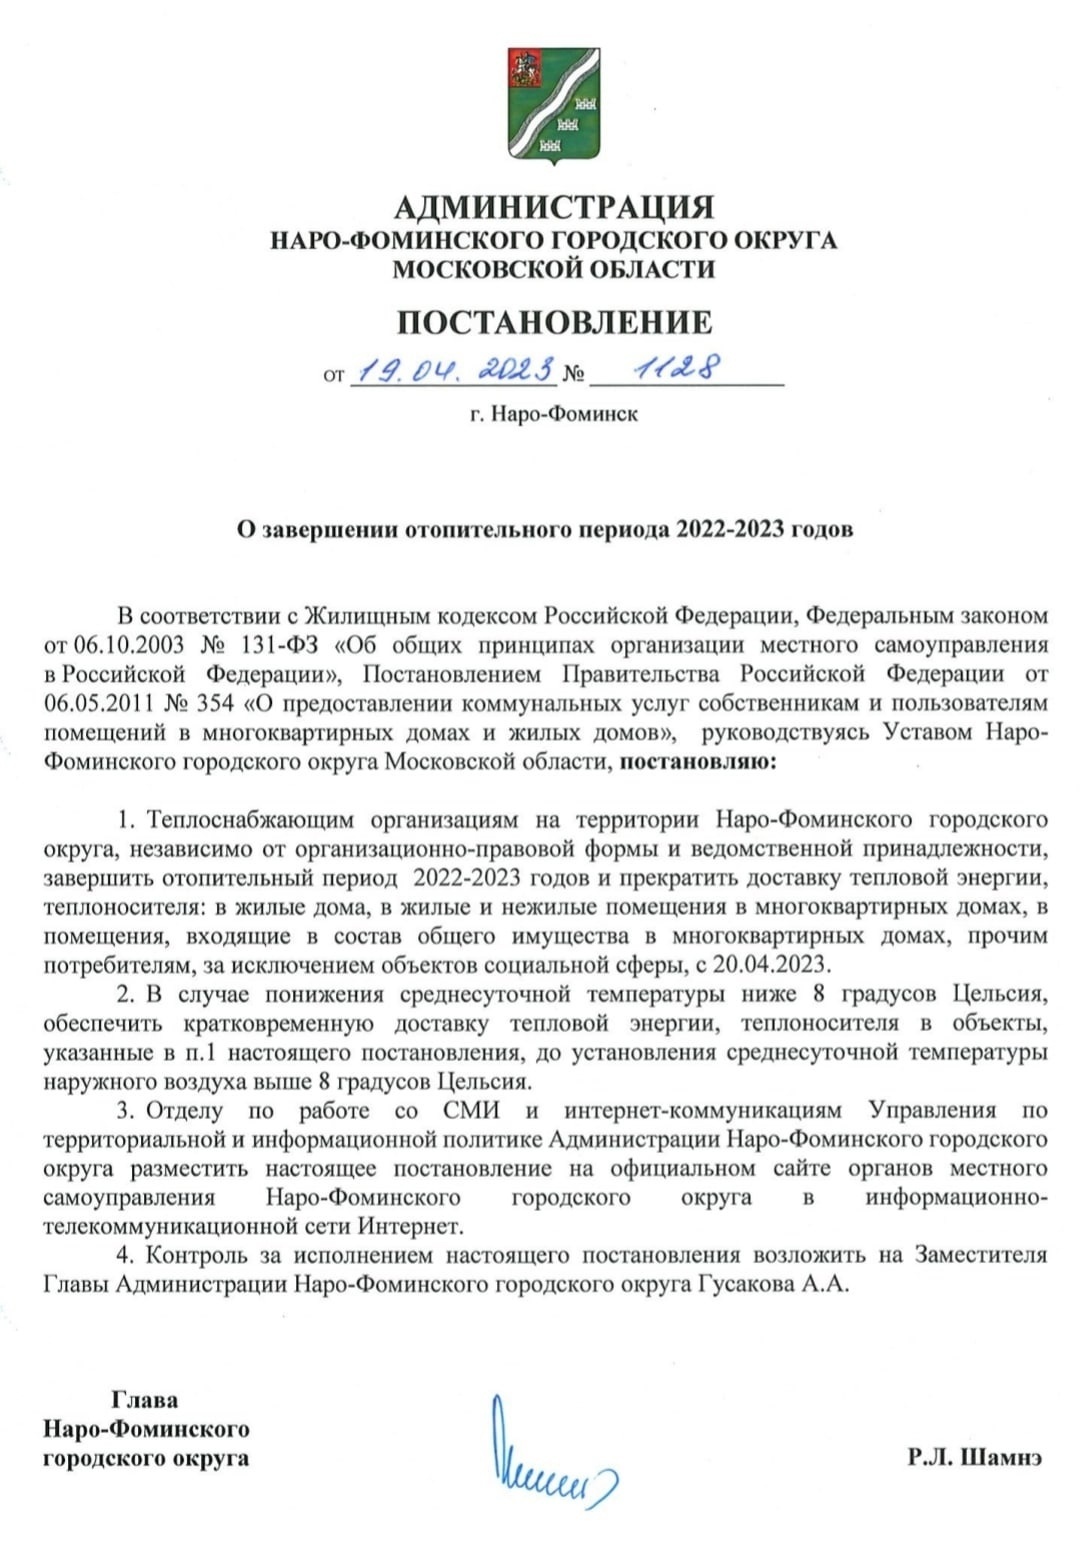 АДМИНИСТРАЦИЯ
НАРО-ФОМИНСКОГО ГОРОДСКОГО ОКРУГА
МОСКОВСКОЙ ОБЛАСТИ
ПОСТАНОВЛЕНИЕ
от 19.04.2023 № 1128
г. Наро-Фоминск
О завершении отопительного периода 2022-2023 годов
В соответствии с Жилищным кодексом Российской Федерации, Федеральным законом
от 06.10.2003 № 131-ФЗ «Об общих принципах организации местного самоуправления
в Российской Федерации», Постановлением Правительства Российской Федерации от
06.05.2011 № 354 «О предоставлении коммунальных услуг собственникам и пользователям
помещений в многоквартирных домах и жилых домов», руководствуясь Уставом Наро-
Фоминского городского округа Московской области, постановляю:
1. Теплоснабжающим организациям на территории Наро-Фоминского городского
округа, независимо от организационно-правовой формы и ведомственной принадлежности,
завершить отопительный период 2022-2023 годов и прекратить доставку тепловой энергии,
теплоносителя: в жилые дома, в жилые и нежилые помещения в многоквартирных домах, в
помещения, входящие в состав общего имущества в многоквартирных домах, прочим
потребителям, за исключением объектов социальной сферы, с 20.04.2023.
2. В случае понижения среднесуточной температуры ниже 8 градусов Цельсия,
обеспечить кратковременную доставку тепловой энергии, теплоносителя в объекты,
указанные в п.1 настоящего постановления, до установления среднесуточной температуры
наружного воздуха выше 8 градусов Цельсия.
3. Отделу по работе со СМИ и интернет-коммуникациям Управления по
территориальной и информационной политике Администрации Наро-Фоминского городского
округа разместить настоящее постановление на официальном сайте органов местного
самоуправления Наро-Фоминского городского округа в информационно-
телекоммуникационной сети Интернет.
4. Контроль за исполнением настоящего постановления возложить на Заместителя
Главы Администрации Наро-Фоминского городского округа Гусакова А.А.
Глава
Наро-Фоминского
городского округа
Р.Л. Шамнэ